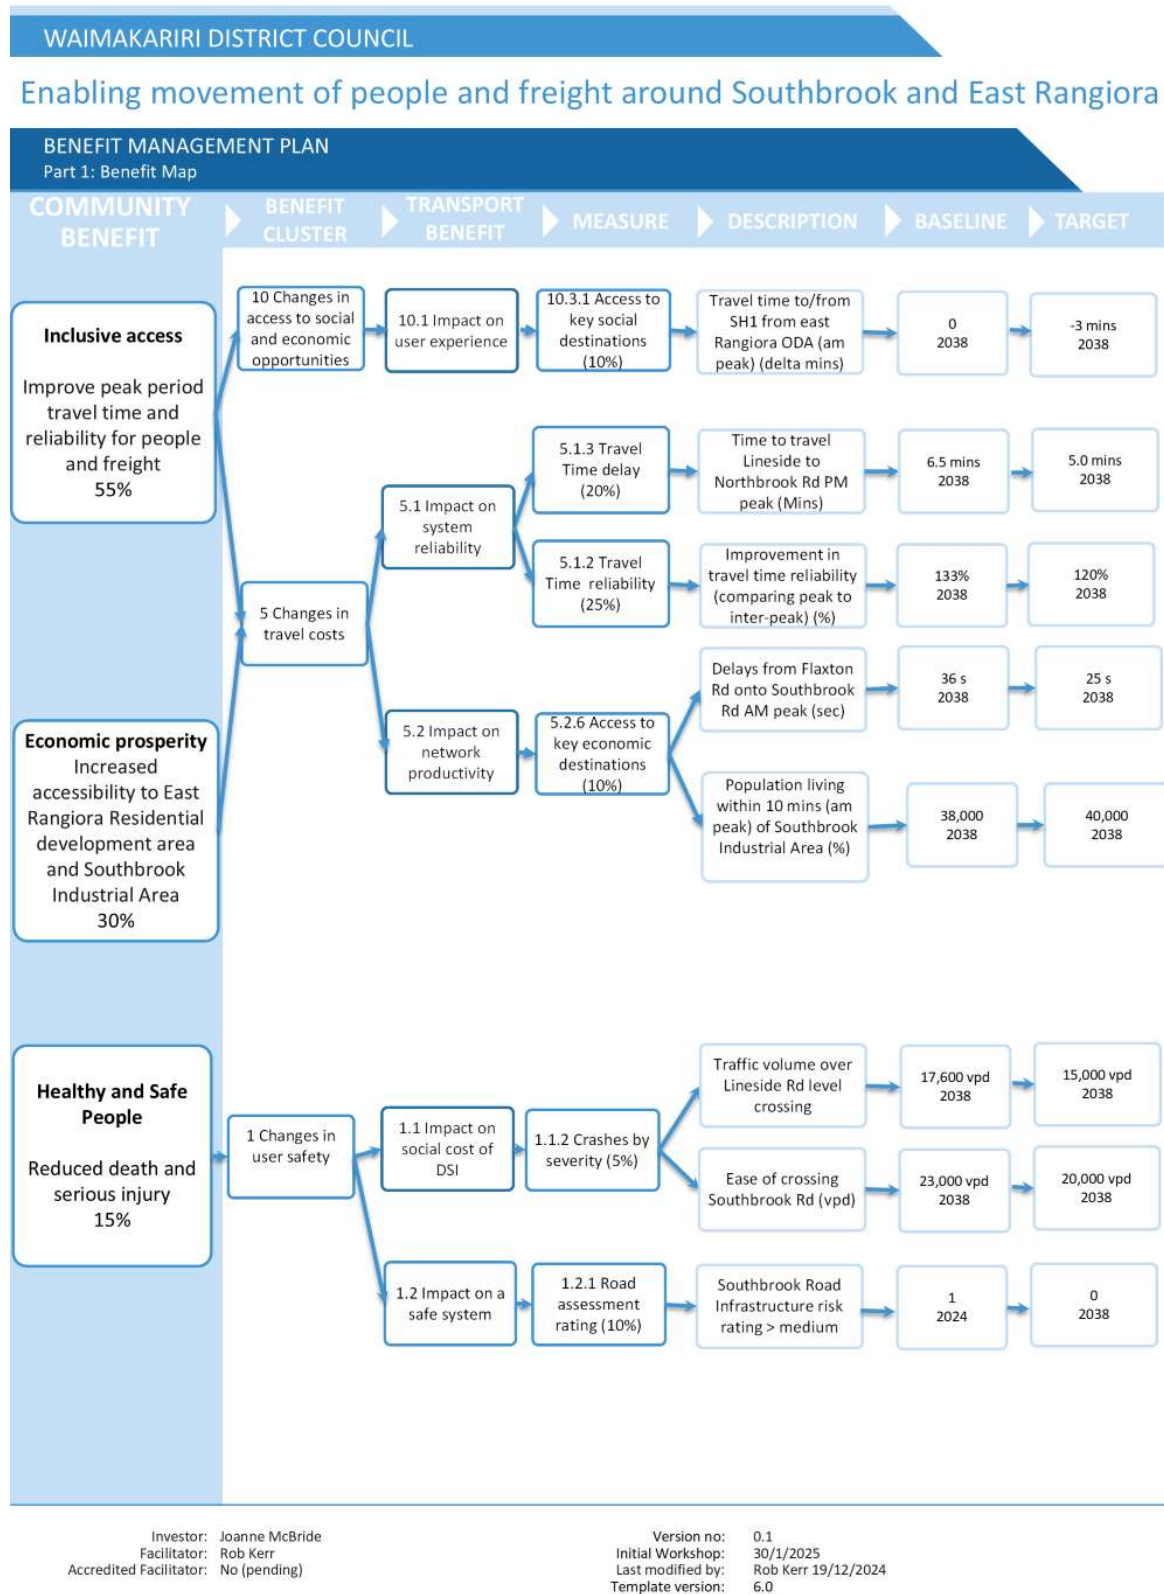 WAIMAKARIRI DISTRICT COUNCIL
Enabling movement of people and freight around Southbrook and East Rangiora
BENEFIT MANAGEMENT PLAN
Part 1: Benefit Map
COMMUNITY
BENEFIT
BENEFIT
CLUSTER
TRANSPORT
BENEFIT
MEASURE
DESCRIPTION
BASELINE
TARGET
Inclusive access
Improve peak period
travel time and
reliability for people
and freight
55%
10 Changes in
access to social
and economic
opportunities
10.1 Impact on
user experience
10.3.1 Access to
key social
destinations
(10%)
Travel time to/from
SH1 from east
Rangiora ODA (am
peak) (delta mins)
0
2038
-3 mins
2038
5.1.3 Travel
Time delay
(20%)
Time to travel
Lineside to
Northbrook Rd PM
peak (Mins)
6.5 mins
2038
5.0 mins
2038
5.1 Impact on
system
reliability
5.1.2 Travel
Time reliability
(25%)
Improvement in
travel time reliability
(comparing peak to
inter-peak) (%)
133%
2038
120%
2038
5 Changes in
travel costs
Economic prosperity
Increased
accessibility to East
Rangiora Residential
development area
and Southbrook
Industrial Area
30%
5.2 Impact on
network
productivity
5.2.6 Access to
key economic
destinations
(10%)
Delays from Flaxton
Rd onto Southbrook
Rd AM peak (sec)
36 s
2038
25 s
2038
Population living
within 10 mins (am
peak) of Southbrook
Industrial Area (%)
38,000
2038
40,000
2038
Healthy and Safe
People
Reduced death and
serious injury
15%
1 Changes in
user safety
1.1 Impact on
social cost of
DSI
1.1.2 Crashes by
severity (5%)
Traffic volume over
Lineside Rd level
crossing
17,600 vpd
2038
15,000 vpd
2038
Ease of crossing
Southbrook Rd (vpd)
23,000 vpd
2038
20,000 vpd
2038
1.2 Impact on a
safe system
1.2.1 Road
assessment
rating (10%)
Southbrook Road
Infrastructure risk
rating > medium
1
2024
0
2038
Investor: Joanne McBride
Facilitator: Rob Kerr
Accredited Facilitator: No (pending)
Version no: 0.1
Initial Workshop: 30/1/2025
Last modified by: Rob Kerr 19/12/2024
Template version: 6.0